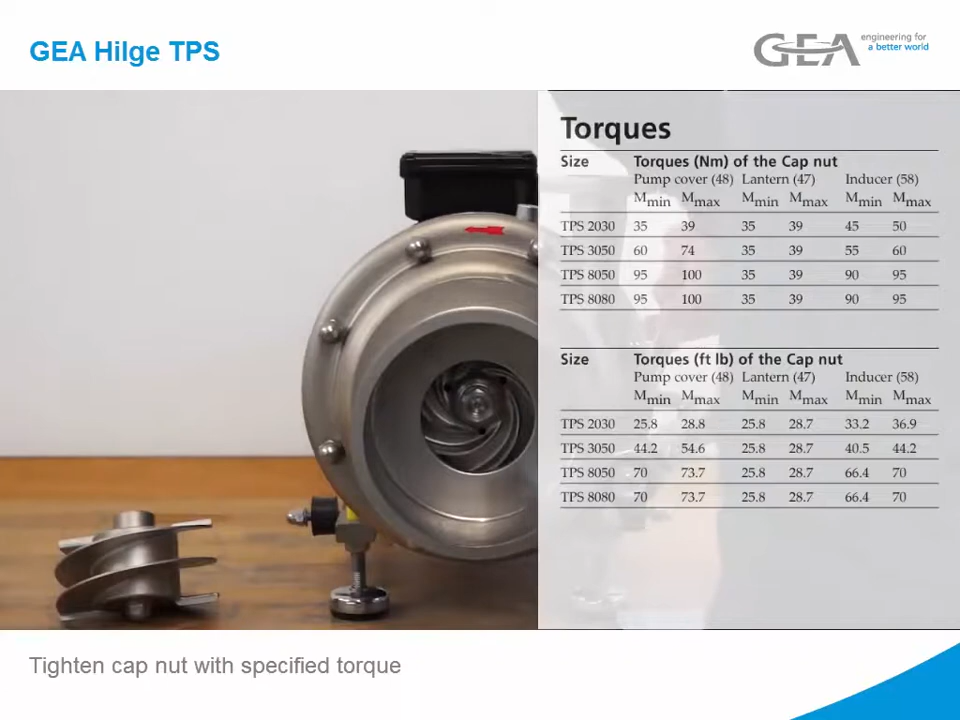 GEA Hilge TPS
GEA engineering for
a better world
Torques
Size Torques (Nm) of the Cap nut
Pump cover (48) Lantern (47) Inducer (58)
Mmin Mmax Mmin Mmax Mmin Mmax
TPS 2030 35 39 35 39 45 50
TPS 3050 60 74 35 39 55 60
TPS 8050 95 100 35 39 90 95
TPS 8080 95 100 35 39 90 95
Size Torques (ft lb) of the Cap nut
Pump cover (48) Lantern (47) Inducer (58)
Mmin Mmax Mmin Mmax Mmin Mmax
TPS 2030 25.8 28.8 25.8 28.7 33.2 36.9
TPS 3050 44.2 54.6 25.8 28.7 40.5 44.2
TPS 8050 70 73.7 25.8 28.7 66.4 70
TPS 8080 70 73.7 25.8 28.7 66.4 70
Tighten cap nut with specified torque